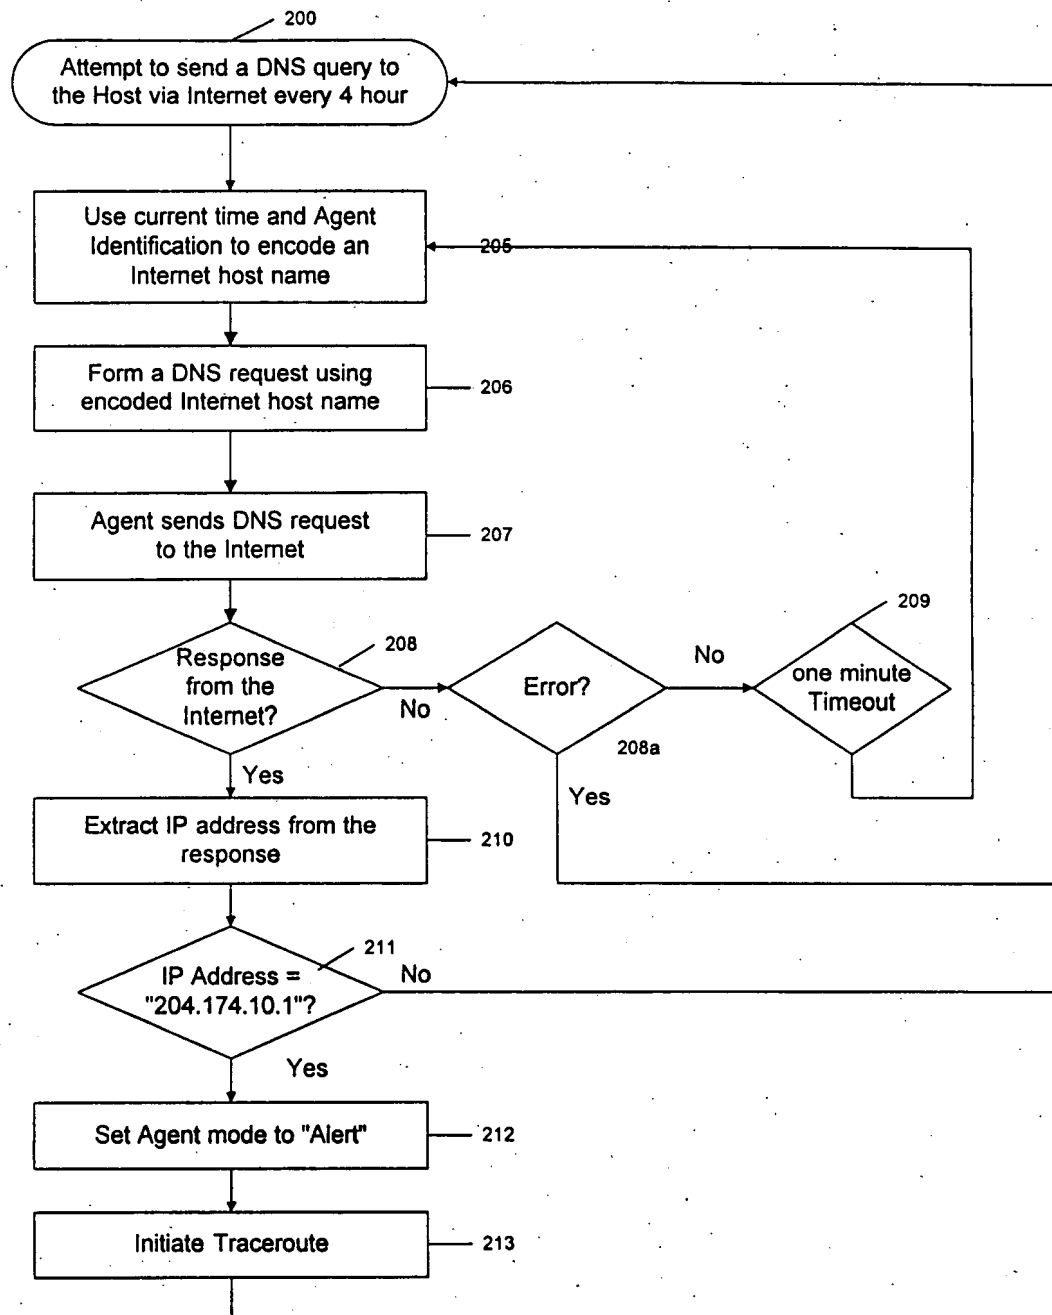 200
Attempt to send a DNS query to
the Host via Internet every 4 hour
Use current time and Agent
Identification to encode an
Internet host name
205
Form a DNS request using
encoded Internet host name
206
Agent sends DNS request
to the Internet
207
Response
from the
Internet?
208
No
Yes
Error?
208a
No
Yes
one minute
Timeout
209
Extract IP address from the
response
210
IP Address =
"204.174.10.1"?
211
No
Yes
Set Agent mode to "Alert"
212
Initiate Traceroute
213